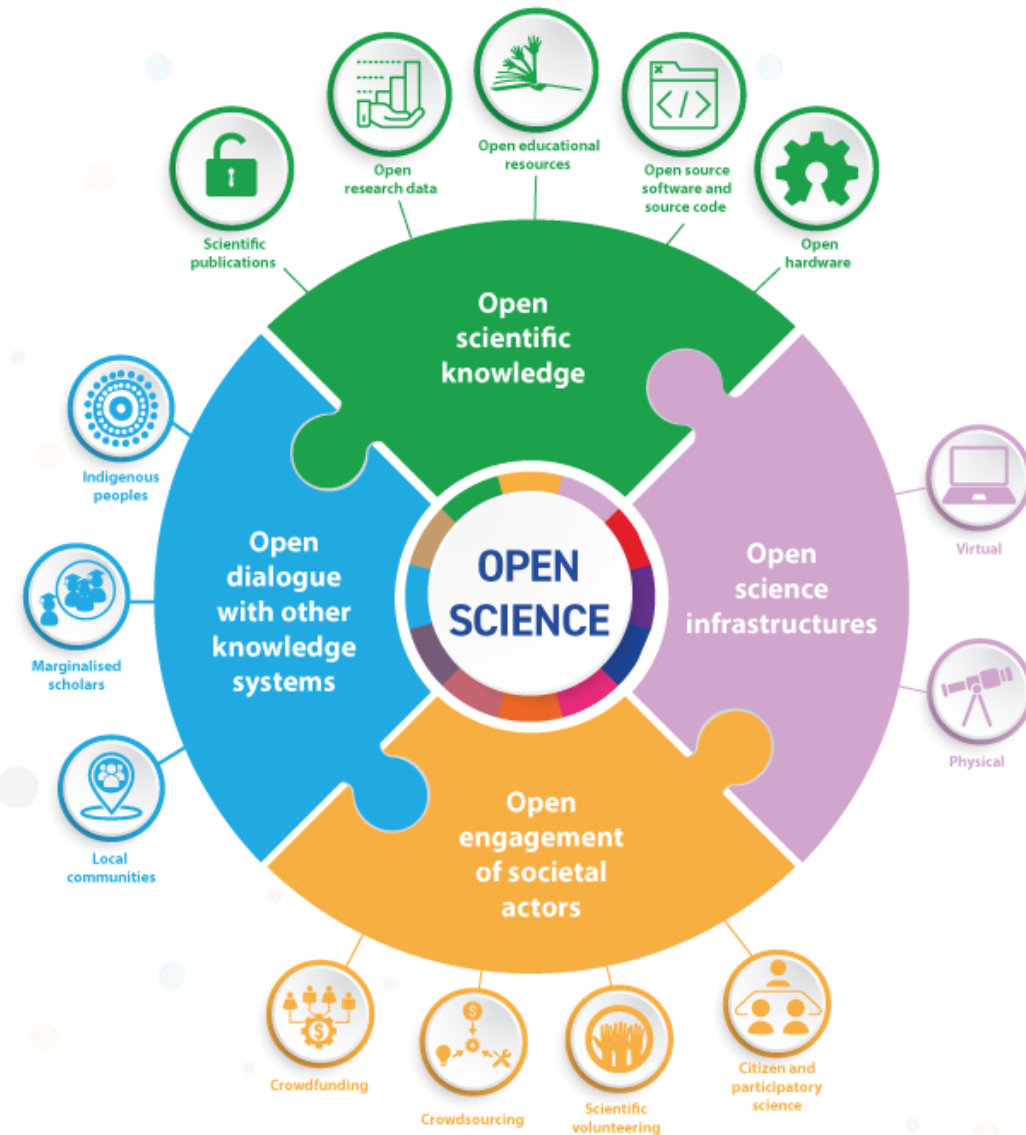 Open educational
resources
Open
research data
Open source
software and
source code
Scientific
publications
Open
hardware
Open
scientific
knowledge
Indigenous
peoples
Virtual
Open
dialogue
with other
knowledge
systems
OPEN
SCIENCE
Open
science
infrastructures
Marginalised
scholars
Physical
Local
communities
Open
engagement
of societal
actors
Crowdfunding
Crowdsourcing
Scientific
volunteering
Citizen and
participatory
science